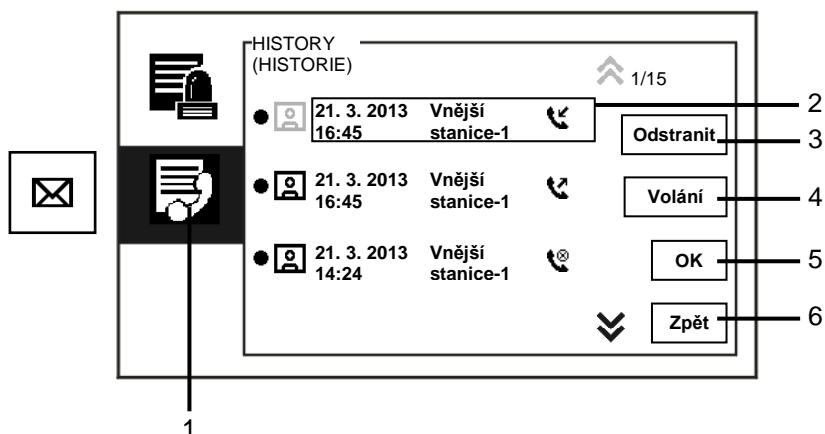 HISTORY
(HISTORIE)
1/15
21. 3. 2013 Vnější
16:45 stanice-1
2
Odstranit
3
21. 3. 2013 Vnější
16:45 stanice-1
Volání
4
21. 3. 2013 Vnější
14:24 stanice-1
OK
5
Zpět
6
1